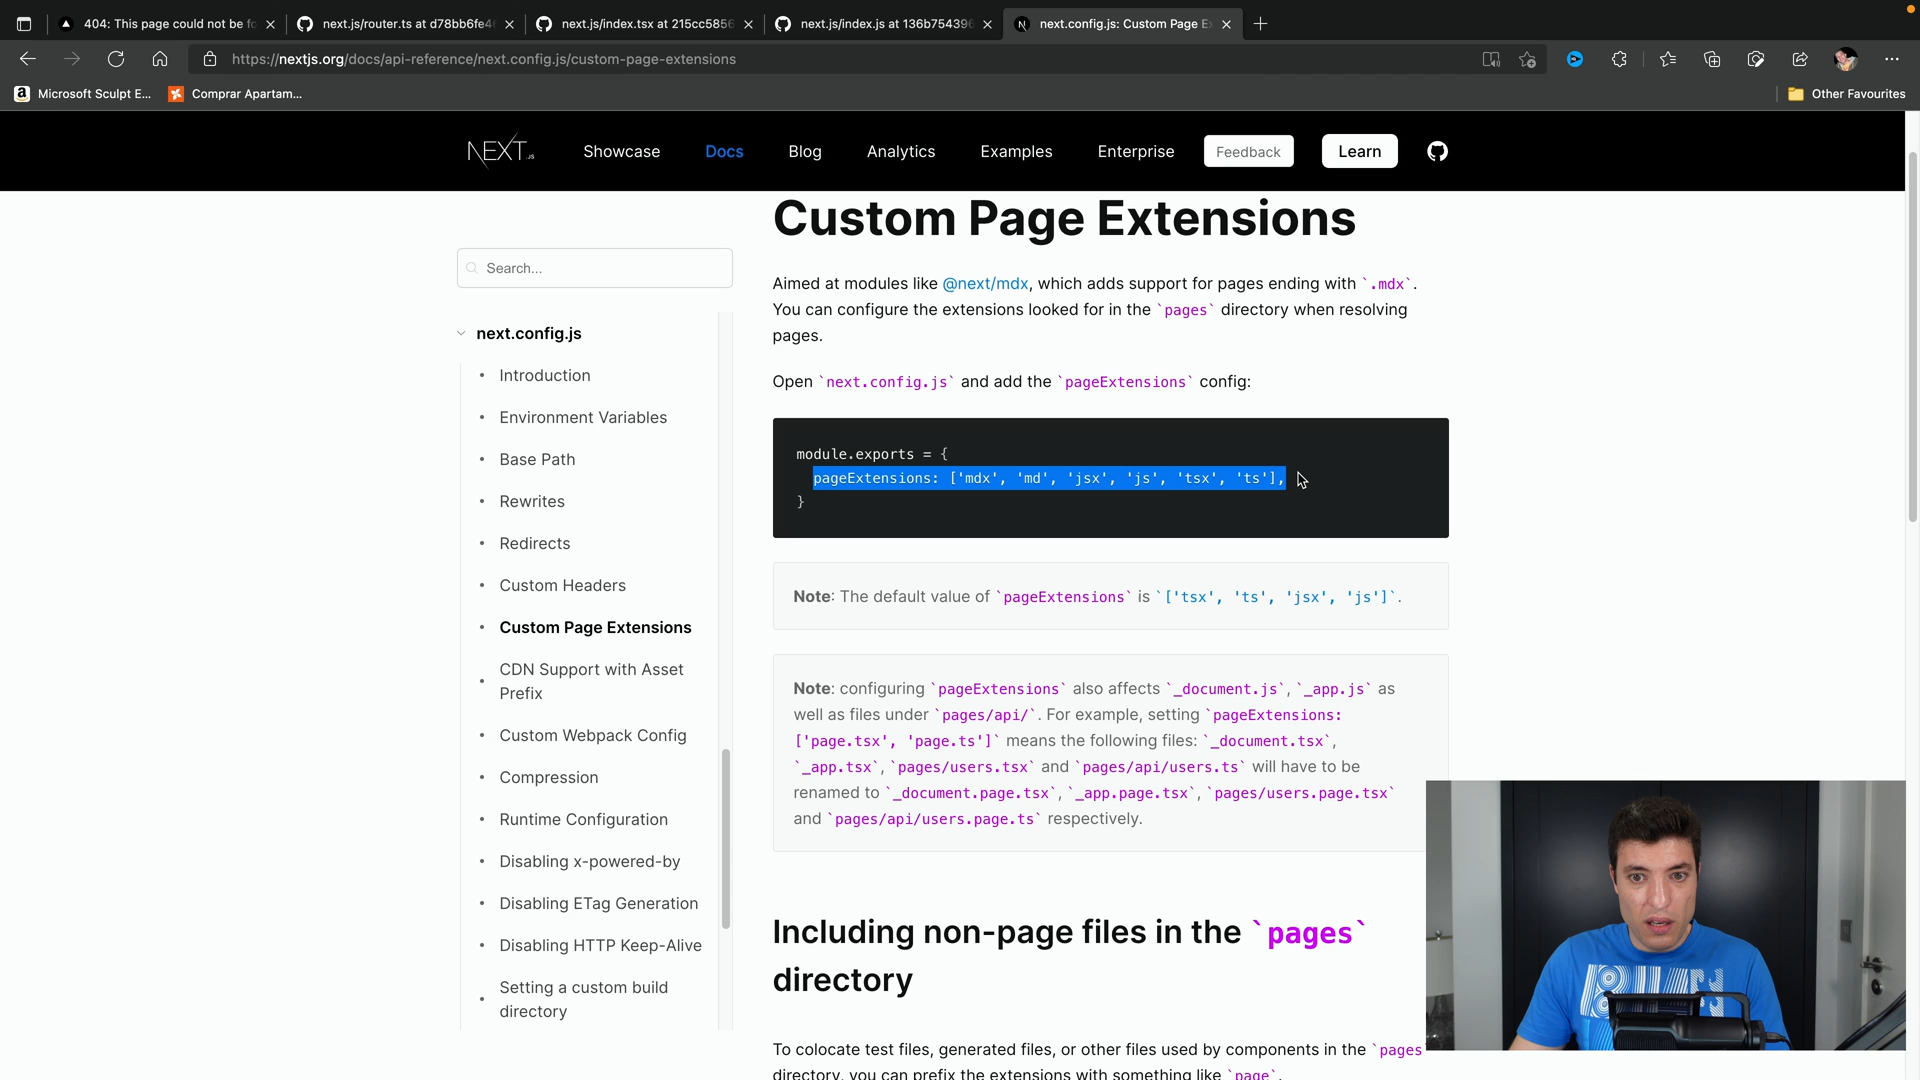 404: This page could not be fo
next.js/router.ts at d78bb6fe4
next.js/index.tsx at 215cc5856
next.js/index.js at 136b754396
next.config.js: Custom Page Ex
https://nextjs.org/docs/api-reference/next.config.js/custom-page-extensions
Microsoft Sculpt E...
Comprar Apartam...
Other Favourites
NEXT.JS
Showcase
Docs
Blog
Analytics
Examples
Enterprise
Feedback
Learn
Search...
next.config.js
• Introduction
• Environment Variables
• Base Path
• Rewrites
• Redirects
• Custom Headers
• Custom Page Extensions
• CDN Support with Asset
Prefix
• Custom Webpack Config
• Compression
• Runtime Configuration
• Disabling x-powered-by
• Disabling ETag Generation
• Disabling HTTP Keep-Alive
• Setting a custom build
directory
Custom Page Extensions
Aimed at modules like @next/mdx, which adds support for pages ending with `.mdx`.
You can configure the extensions looked for in the `pages` directory when resolving
pages.
Open `next.config.js` and add the `pageExtensions` config:
module.exports = {
pageExtensions: ['mdx', 'md', 'jsx', 'js', 'tsx', 'ts'],
}
Note: The default value of `pageExtensions` is `['tsx', 'ts', 'jsx', 'js']`.
Note: configuring `pageExtensions` also affects `_document.js`, `_app.js` as
well as files under `pages/api/`. For example, setting `pageExtensions:
['page.tsx', 'page.ts']` means the following files: `_document.tsx`,
`_app.tsx`, `pages/users.tsx` and `pages/api/users.ts` will have to be
renamed to `_document.page.tsx`, `_app.page.tsx`, `pages/users.page.tsx`
and `pages/api/users.page.ts` respectively.
Including non-page files in the `pages`
directory
To colocate test files, generated files, or other files used by components in the `pages
directory, you can prefix the extensions with something like `page`.